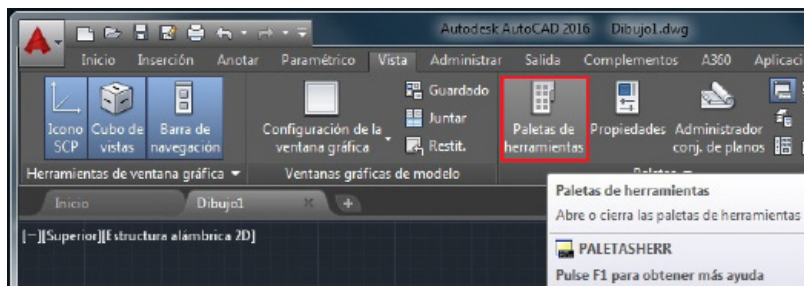 Autodesk AutoCAD 2016 Dibujo1.dwg
Inicio Inserción Anotar Paramétrico Vista Administrar Salida Complementos A360 Aplicaci
Guardado
Juntar
Restit.
Icono SCP
Cubo de vistas
Barra de navegación
Configuración de la ventana gráfica
Paletas de herramientas
Propiedades
Administrador conj. de planos
Herramientas de ventana gráfica Ventanas gráficas de modelo
Inicio Dibujo1
[−][Superior][Estructura alámbrica 2D]
Paletas de herramientas
Abre o cierra las paletas de herramientas
PALETASHERR
Pulse F1 para obtener más ayuda